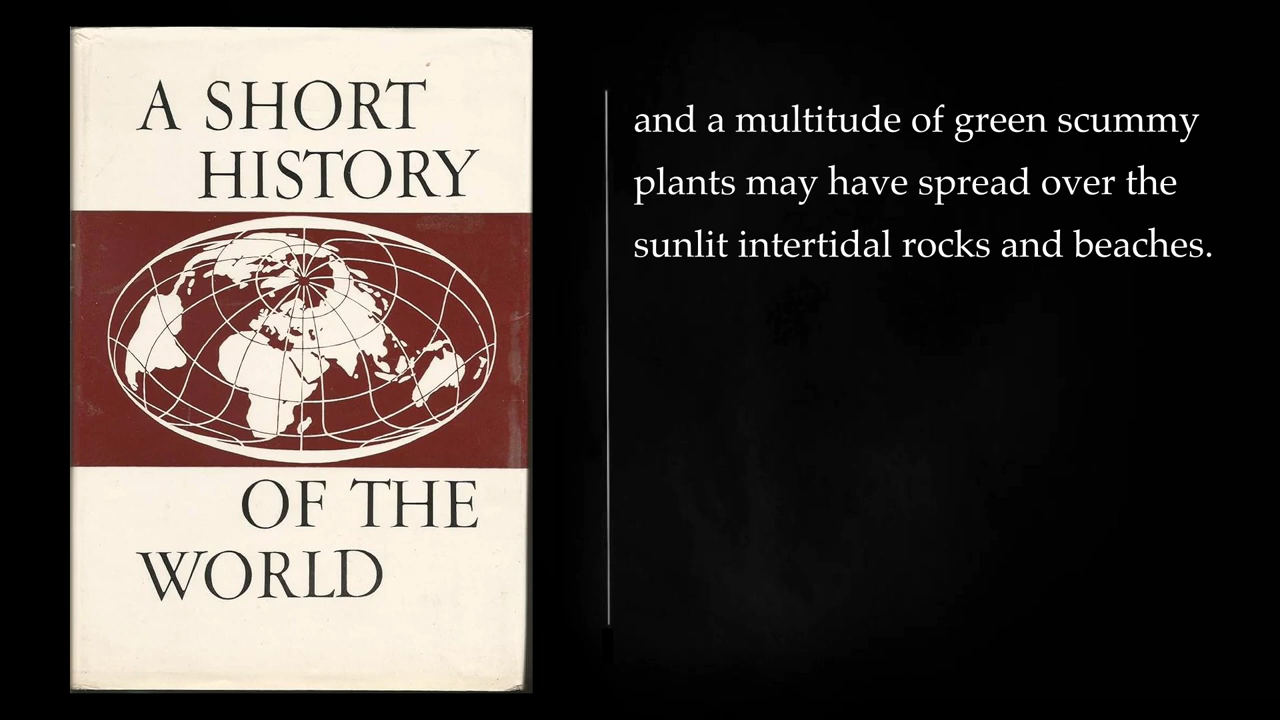 A SHORT
HISTORY
OF THE
WORLD
and a multitude of green scummy
plants may have spread over the
sunlit intertidal rocks and beaches.